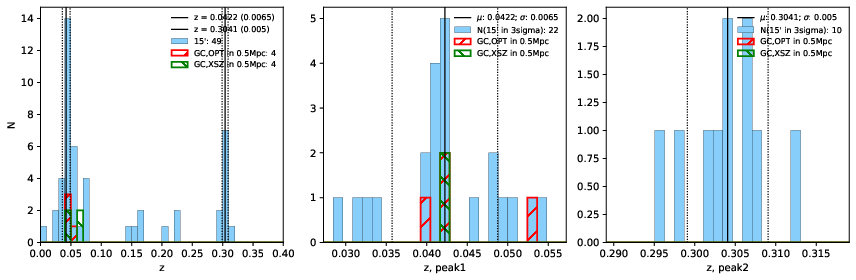 z = 0.0422 (0.0065)
z = 0.3041 (0.005)
15': 49
GC,OPT in 0.5Mpc: 4
GC,XSZ in 0.5Mpc: 4
N
14
12
10
8
6
4
2
0
0.00 0.05 0.10 0.15 0.20 0.25 0.30 0.35 0.40
z
μ: 0.0422; σ: 0.0065
N(15' in 3sigma): 22
GC,OPT in 0.5Mpc
GC,XSZ in 0.5Mpc
5
4
3
2
1
0
0.030 0.035 0.040 0.045 0.050 0.055
z, peak1
μ: 0.3041; σ: 0.005
N(15' in 3sigma): 10
GC,OPT in 0.5Mpc
GC,XSZ in 0.5Mpc
2.00
1.75
1.50
1.25
1.00
0.75
0.50
0.25
0.00
0.290 0.295 0.300 0.305 0.310 0.315
z, peak2